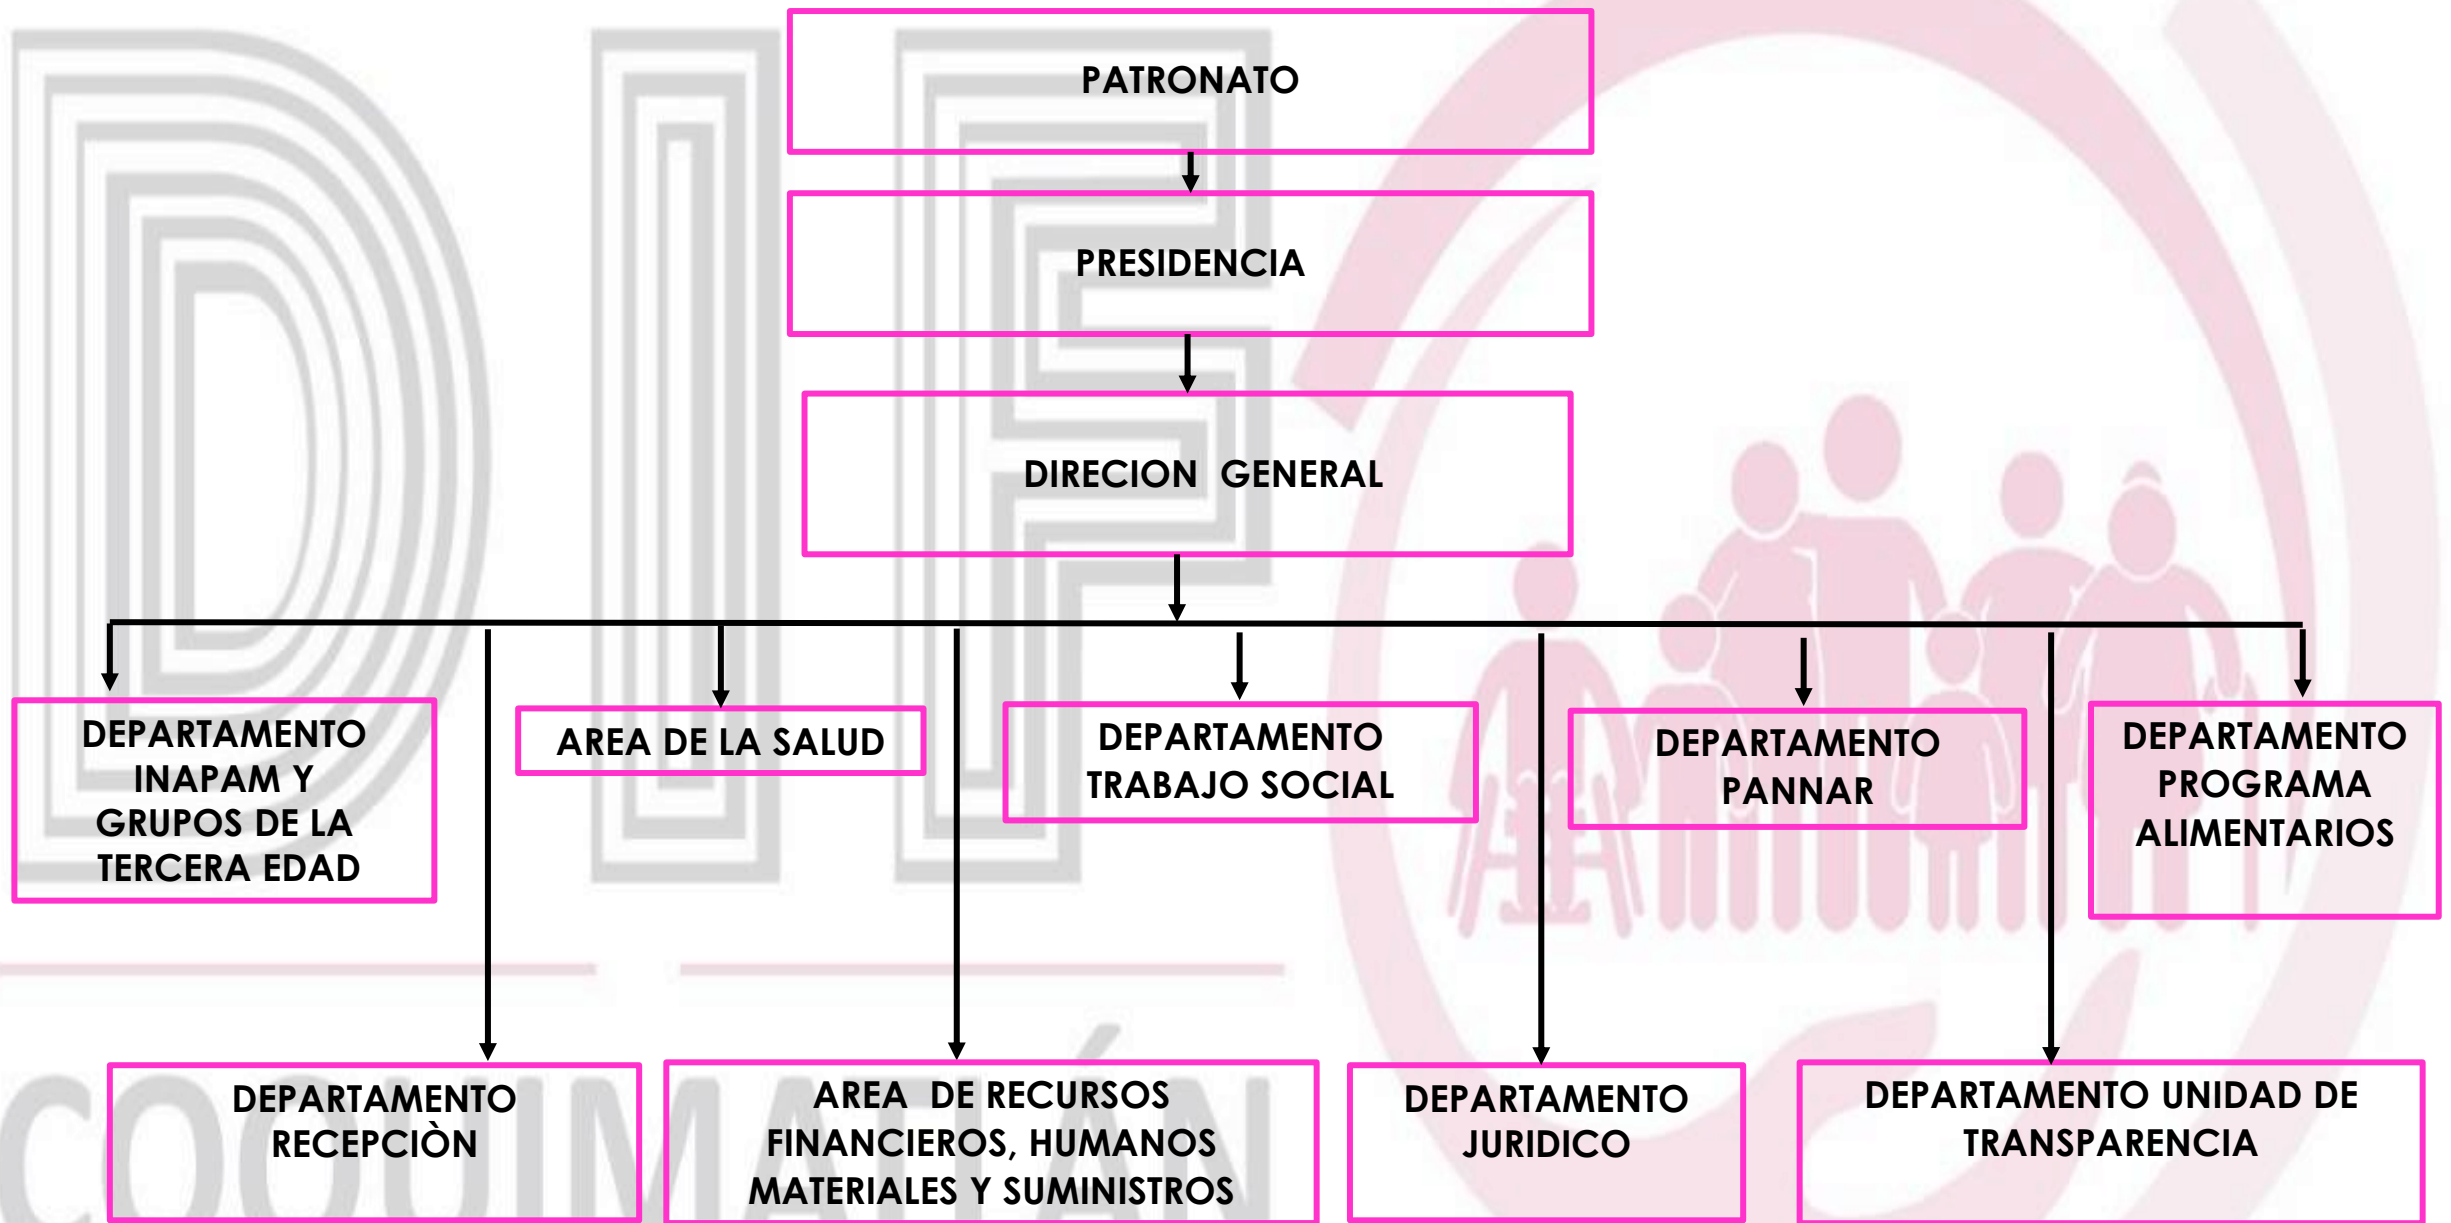 PATRONATO
PRESIDENCIA
DIRECION GENERAL
DEPARTAMENTO
INAPAM Y
GRUPOS DE LA
TERCERA EDAD
AREA DE LA SALUD
DEPARTAMENTO
TRABAJO SOCIAL
DEPARTAMENTO
PANNAR
DEPARTAMENTO
PROGRAMA
ALIMENTARIOS
DEPARTAMENTO
RECEPCIÒN
AREA DE RECURSOS
FINANCIEROS, HUMANOS
MATERIALES Y SUMINISTROS
DEPARTAMENTO
JURIDICO
DEPARTAMENTO UNIDAD DE
TRANSPARENCIA
DIF
COQUIMATLÁN